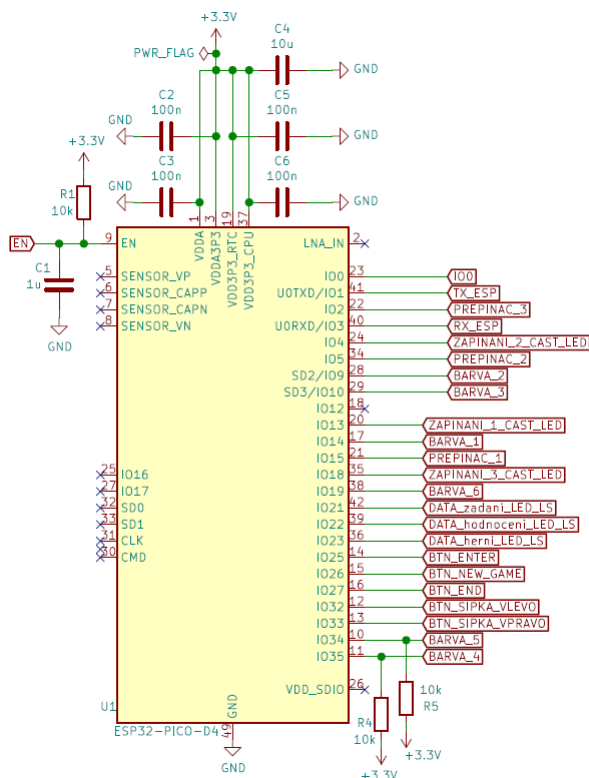 +3.3V
PWR_FLAG
C4
10u
GND
C2
100n
C5
100n
GND
GND
C3
100n
C6
100n
GND
GND
+3.3V
R1
10k
EN
C1
1u
GND
1 VDDA
3 VDDA3P3
19 VDD3P3_RTC
37 VDD3P3_CPU
9 EN
5 SENSOR_VP
6 SENSOR_CAPP
7 SENSOR_CAPN
8 SENSOR_VN
25 IO16
27 IO17
32 SD0
33 SD1
31 CLK
30 CMD
LNA_IN 2
IO0 23 IO0
U0TXD/IO1 41 TX_ESP
IO2 22 PREPINAC_3
U0RXD/IO3 40 RX_ESP
IO4 24 ZAPINANI_2_CAST_LED
IO5 34 PREPINAC_2
SD2/IO9 28 BARVA_2
SD3/IO10 29 BARVA_3
IO12 18
IO13 20 ZAPINANI_1_CAST_LED
IO14 17 BARVA_1
IO15 21 PREPINAC_1
IO18 35 ZAPINANI_3_CAST_LED
IO19 38 BARVA_6
IO21 42 DATA_zadani_LED_LS
IO22 39 DATA_hodnoceni_LED_LS
IO23 36 DATA_herni_LED_LS
IO25 14 BTN_ENTER
IO26 15 BTN_NEW_GAME
IO27 16 BTN_END
IO32 12 BTN_SIPKA_VLEVO
IO33 13 BTN_SIPKA_VPRAVO
IO34 10 BARVA_5
IO35 11 BARVA_4
VDD_SDIO 26
10k
R5
R4
10k
+3.3V
+3.3V
U1
ESP32-PICO-D4
GND
49
GND